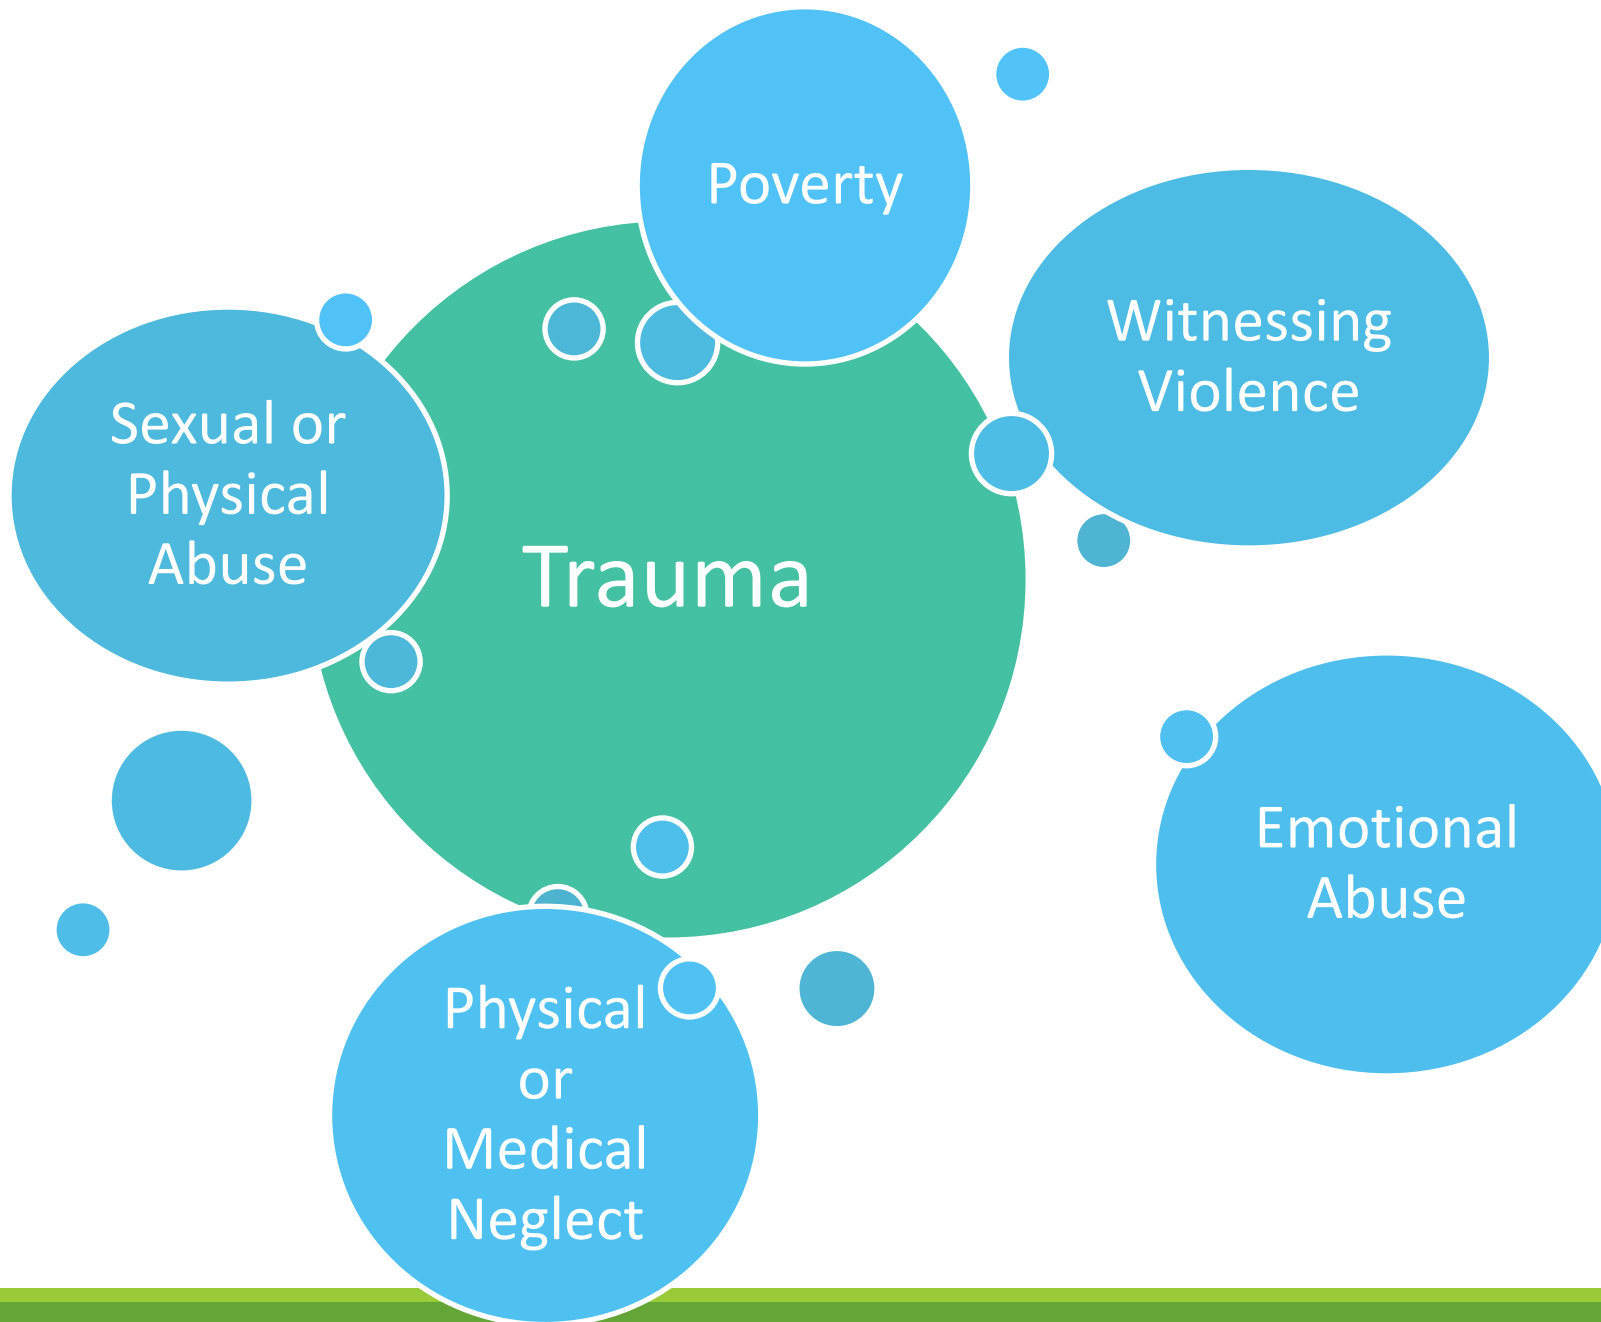 Poverty
Witnessing
Violence
Sexual or
Physical
Abuse
Trauma
Emotional
Abuse
Physical
or
Medical
Neglect